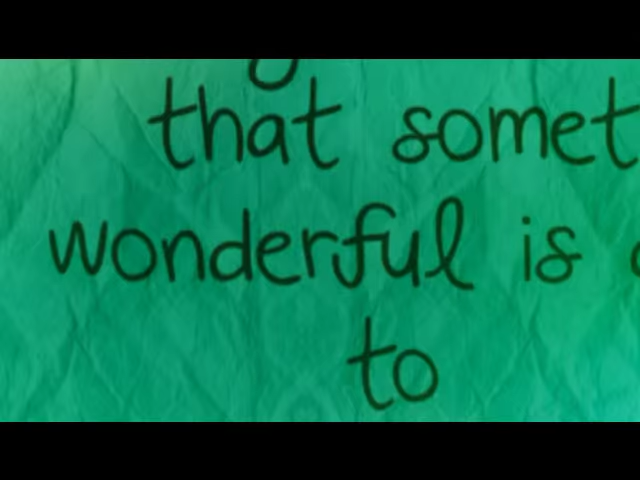 that somet
wonderful is
to